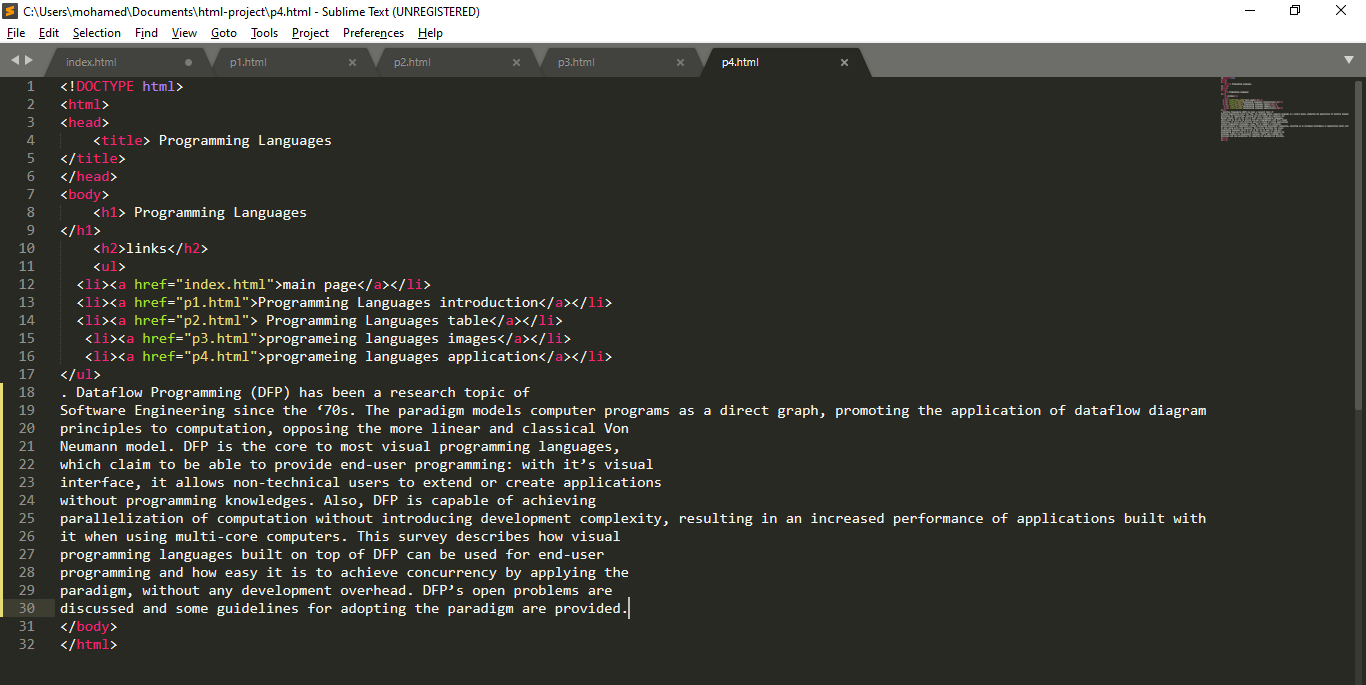 C:\Users\mohamed\Documents\html-project\p4.html - Sublime Text (UNREGISTERED)
File Edit Selection Find View Goto Tools Project Preferences Help
index.html p1.html p2.html p3.html p4.html
1 <!DOCTYPE html>
2 <html>
3 <head>
4 <title> Programming Languages
5 </title>
6 </head>
7 <body>
8 <h1> Programming Languages
9 </h1>
10 <h2>links</h2>
11 <ul>
12 <li><a href="index.html">main page</a></li>
13 <li><a href="p1.html">Programming Languages introduction</a></li>
14 <li><a href="p2.html"> Programming Languages table</a></li>
15 <li><a href="p3.html">programeing languages images</a></li>
16 <li><a href="p4.html">programeing languages application</a></li>
17 </ul>
18 . Dataflow Programming (DFP) has been a research topic of
19 Software Engineering since the ‘70s. The paradigm models computer programs as a direct graph, promoting the application of dataflow diagram
20 principles to computation, opposing the more linear and classical Von
21 Neumann model. DFP is the core to most visual programming languages,
22 which claim to be able to provide end-user programming: with it’s visual
23 interface, it allows non-technical users to extend or create applications
24 without programming knowledges. Also, DFP is capable of achieving
25 parallelization of computation without introducing development complexity, resulting in an increased performance of applications built with
26 it when using multi-core computers. This survey describes how visual
27 programming languages built on top of DFP can be used for end-user
28 programming and how easy it is to achieve concurrency by applying the
29 paradigm, without any development overhead. DFP’s open problems are
30 discussed and some guidelines for adopting the paradigm are provided.
31 </body>
32 </html>